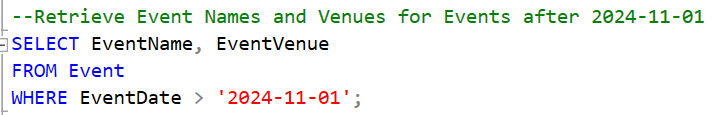 --Retrieve Event Names and Venues for Events after 2024-11-01
SELECT EventName, EventVenue
FROM Event
WHERE EventDate > '2024-11-01';